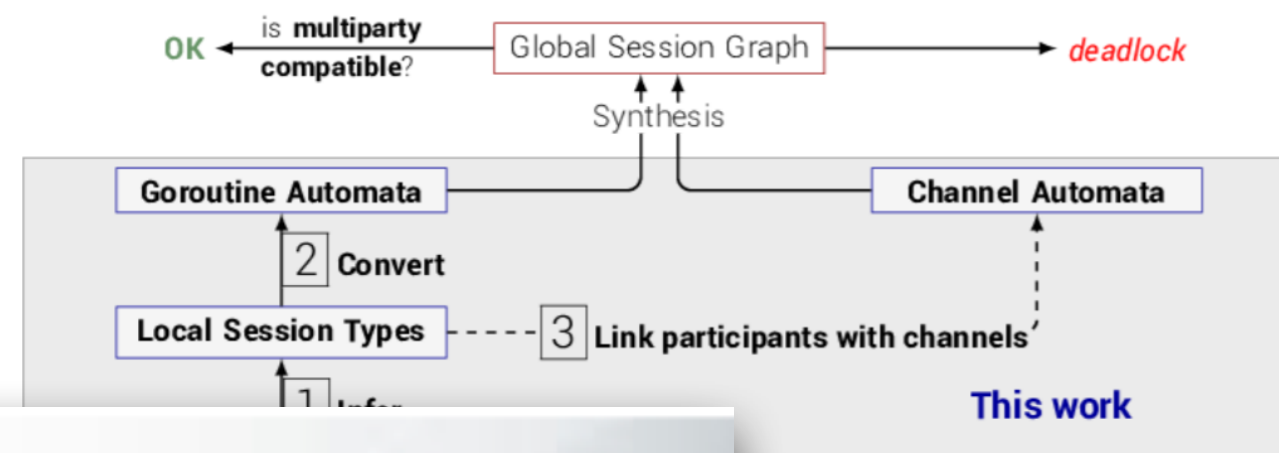 is multiparty
OK
compatible?
Global Session Graph
deadlock
Synthesis
Goroutine Automata
Channel Automata
2 Convert
Local Session Types
3 Link participants with channels
1
This work